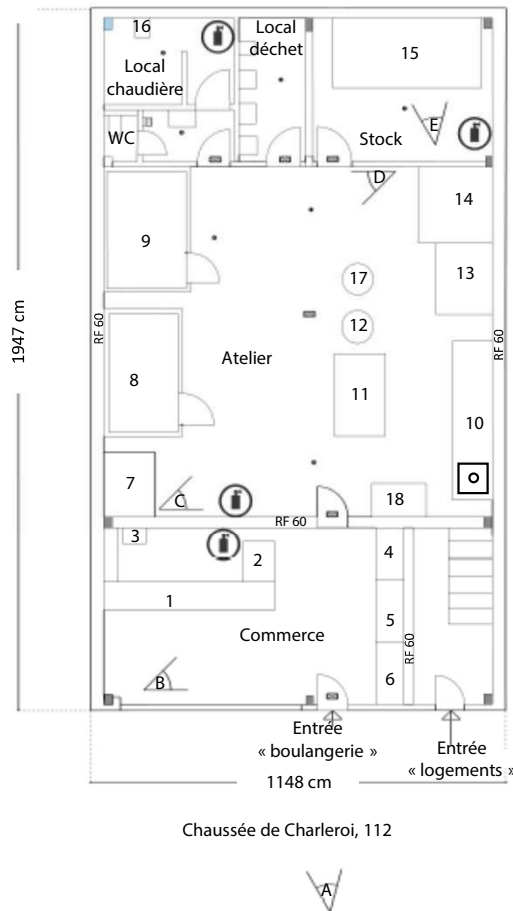 16
Local
déchet
15
Local
chaudière
E
WC
Stock
D
14
9
17
13
12
1947 cm
RF 60
RF 60
Atelier
8
11
10
7
C
18
RF 60
3
2
4
1
5
Commerce
RF 60
B
6
Entrée
« boulangerie »
Entrée
« logements »
1148 cm
Chaussée de Charleroi, 112
A